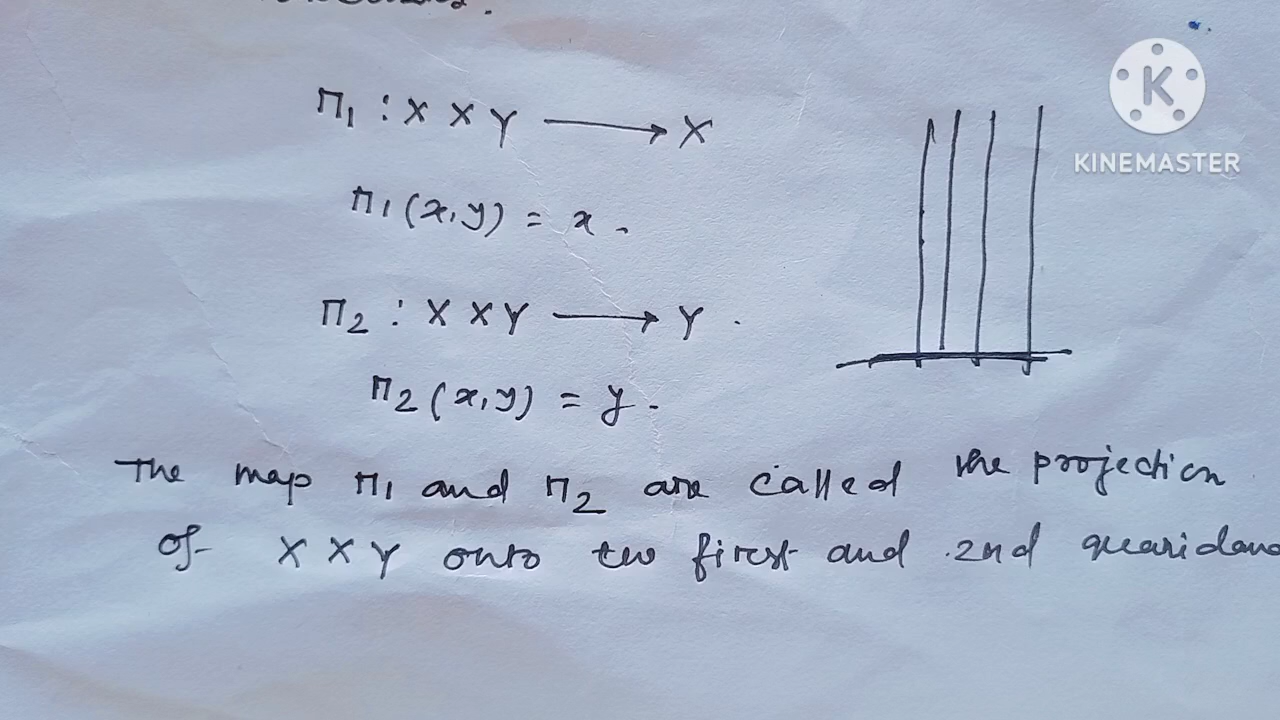 π₁ : X × Y ⟶ X
KINEMASTER
π₁(x,y) = x.
π₂ : X × Y ⟶ Y.
π₂(x,y) = y.
The map π₁ and π₂ are called the projection
of X × Y onto the first and 2nd